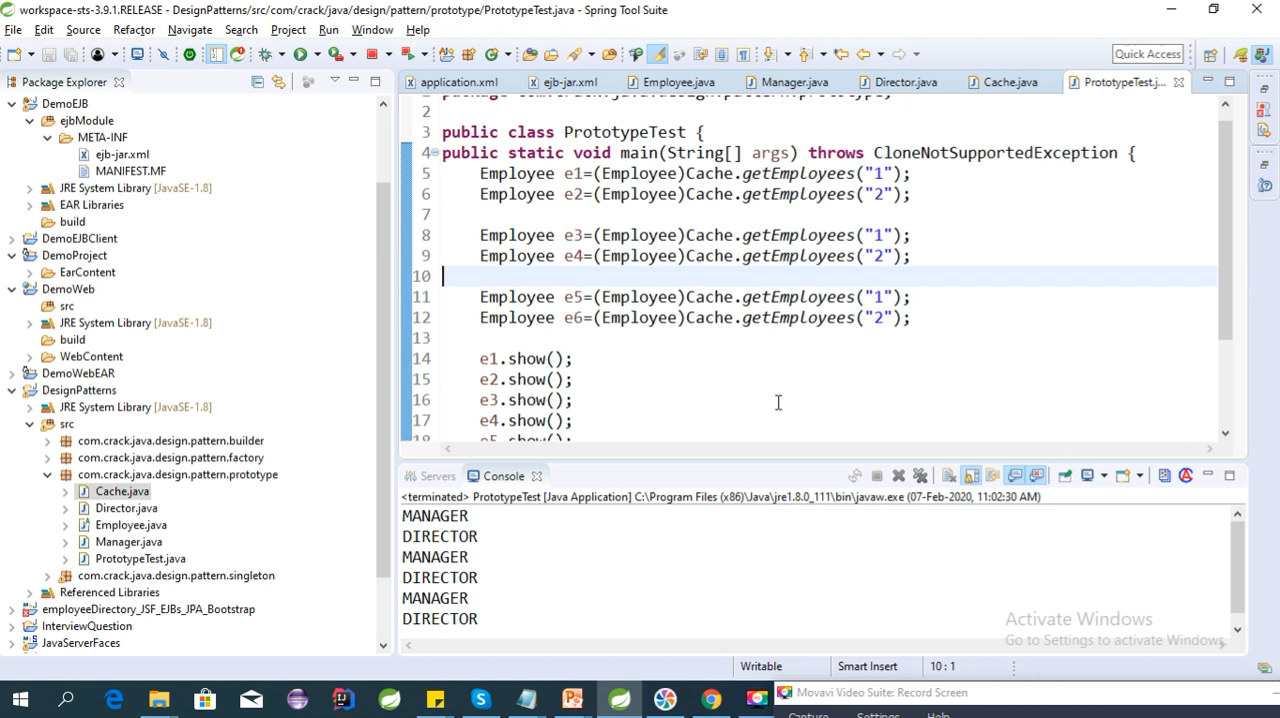 workspace-sts-3.9.1.RELEASE - DesignPatterns/src/com/crack/java/design/pattern/prototype/PrototypeTest.java - Spring Tool Suite
File Edit Source Refactor Navigate Search Project Run Window Help
Quick Access
Package Explorer
application.xml ejb-jar.xml Employee.java Manager.java Director.java Cache.java PrototypeTest.j...
DemoEJB
ejbModule
META-INF
ejb-jar.xml
MANIFEST.MF
JRE System Library [JavaSE-1.8]
EAR Libraries
build
DemoEJBClient
DemoProject
EarContent
DemoWeb
src
JRE System Library [JavaSE-1.8]
build
WebContent
DemoWebEAR
DesignPatterns
JRE System Library [JavaSE-1.8]
src
com.crack.java.design.pattern.builder
com.crack.java.design.pattern.factory
com.crack.java.design.pattern.prototype
Cache.java
Director.java
Employee.java
Manager.java
PrototypeTest.java
com.crack.java.design.pattern.singleton
Referenced Libraries
employeeDirectory_JSF_EJBs_JPA_Bootstrap
InterviewQuestion
JavaServerFaces
2
3 public class PrototypeTest {
4 public static void main(String[] args) throws CloneNotSupportedException {
5 Employee e1=(Employee)Cache.getEmployees("1");
6 Employee e2=(Employee)Cache.getEmployees("2");
7
8 Employee e3=(Employee)Cache.getEmployees("1");
9 Employee e4=(Employee)Cache.getEmployees("2");
10
11 Employee e5=(Employee)Cache.getEmployees("1");
12 Employee e6=(Employee)Cache.getEmployees("2");
13
14 e1.show();
15 e2.show();
16 e3.show();
17 e4.show();
18 e5.show();
Servers Console
<terminated> PrototypeTest [Java Application] C:\Program Files (x86)\Java\jre1.8.0_111\bin\javaw.exe (07-Feb-2020, 11:02:30 AM)
MANAGER
DIRECTOR
MANAGER
DIRECTOR
MANAGER
DIRECTOR
Activate Windows
Go to Settings to activate Windows.
Writable Smart Insert 10 : 1
Movavi Video Suite: Record Screen
Capture Settings Help